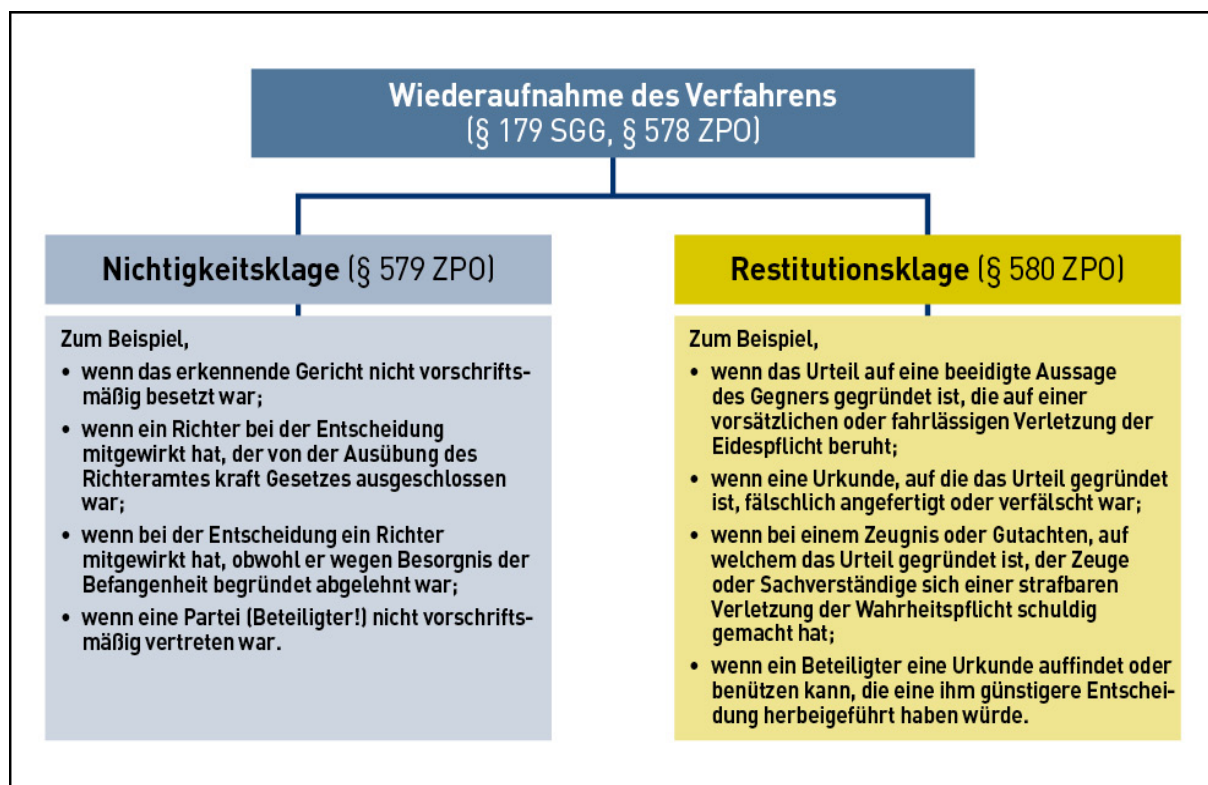 Wiederaufnahme des Verfahrens
(§ 179 SGG, § 578 ZPO)
Nichtigkeitsklage (§ 579 ZPO)
Zum Beispiel,
• wenn das erkennende Gericht nicht vorschrifts-
mäßig besetzt war;
• wenn ein Richter bei der Entscheidung
mitgewirkt hat, der von der Ausübung des
Richteramtes kraft Gesetzes ausgeschlossen
war;
• wenn bei der Entscheidung ein Richter
mitgewirkt hat, obwohl er wegen Besorgnis der
Befangenheit begründet abgelehnt war;
• wenn eine Partei (Beteiligter!) nicht vorschrifts-
mäßig vertreten war.
Restitutionsklage (§ 580 ZPO)
Zum Beispiel,
• wenn das Urteil auf eine beeidigte Aussage
des Gegners gegründet ist, die auf einer
vorsätzlichen oder fahrlässigen Verletzung der
Eidespflicht beruht;
• wenn eine Urkunde, auf die das Urteil gegründet
ist, fälschlich angefertigt oder verfälscht war;
• wenn bei einem Zeugnis oder Gutachten, auf
welchem das Urteil gegründet ist, der Zeuge
oder Sachverständige sich einer strafbaren
Verletzung der Wahrheitspflicht schuldig
gemacht hat;
• wenn ein Beteiligter eine Urkunde auffindet oder
benützen kann, die eine ihm günstigere Entschei-
dung herbeigeführt haben würde.